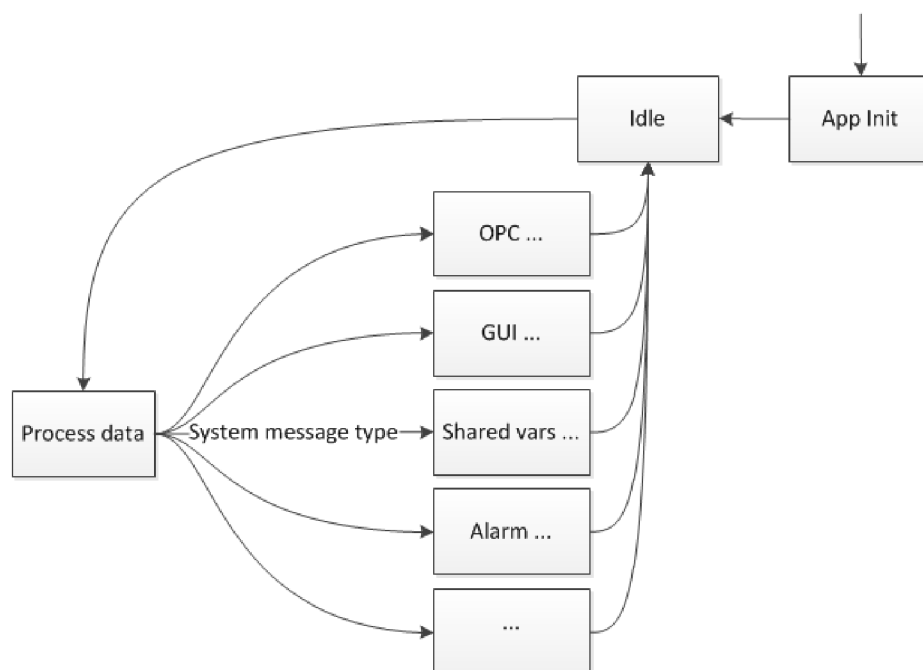 Idle
App Init
OPC ...
GUI ...
Process data
System message type
Shared vars ...
Alarm ...
...